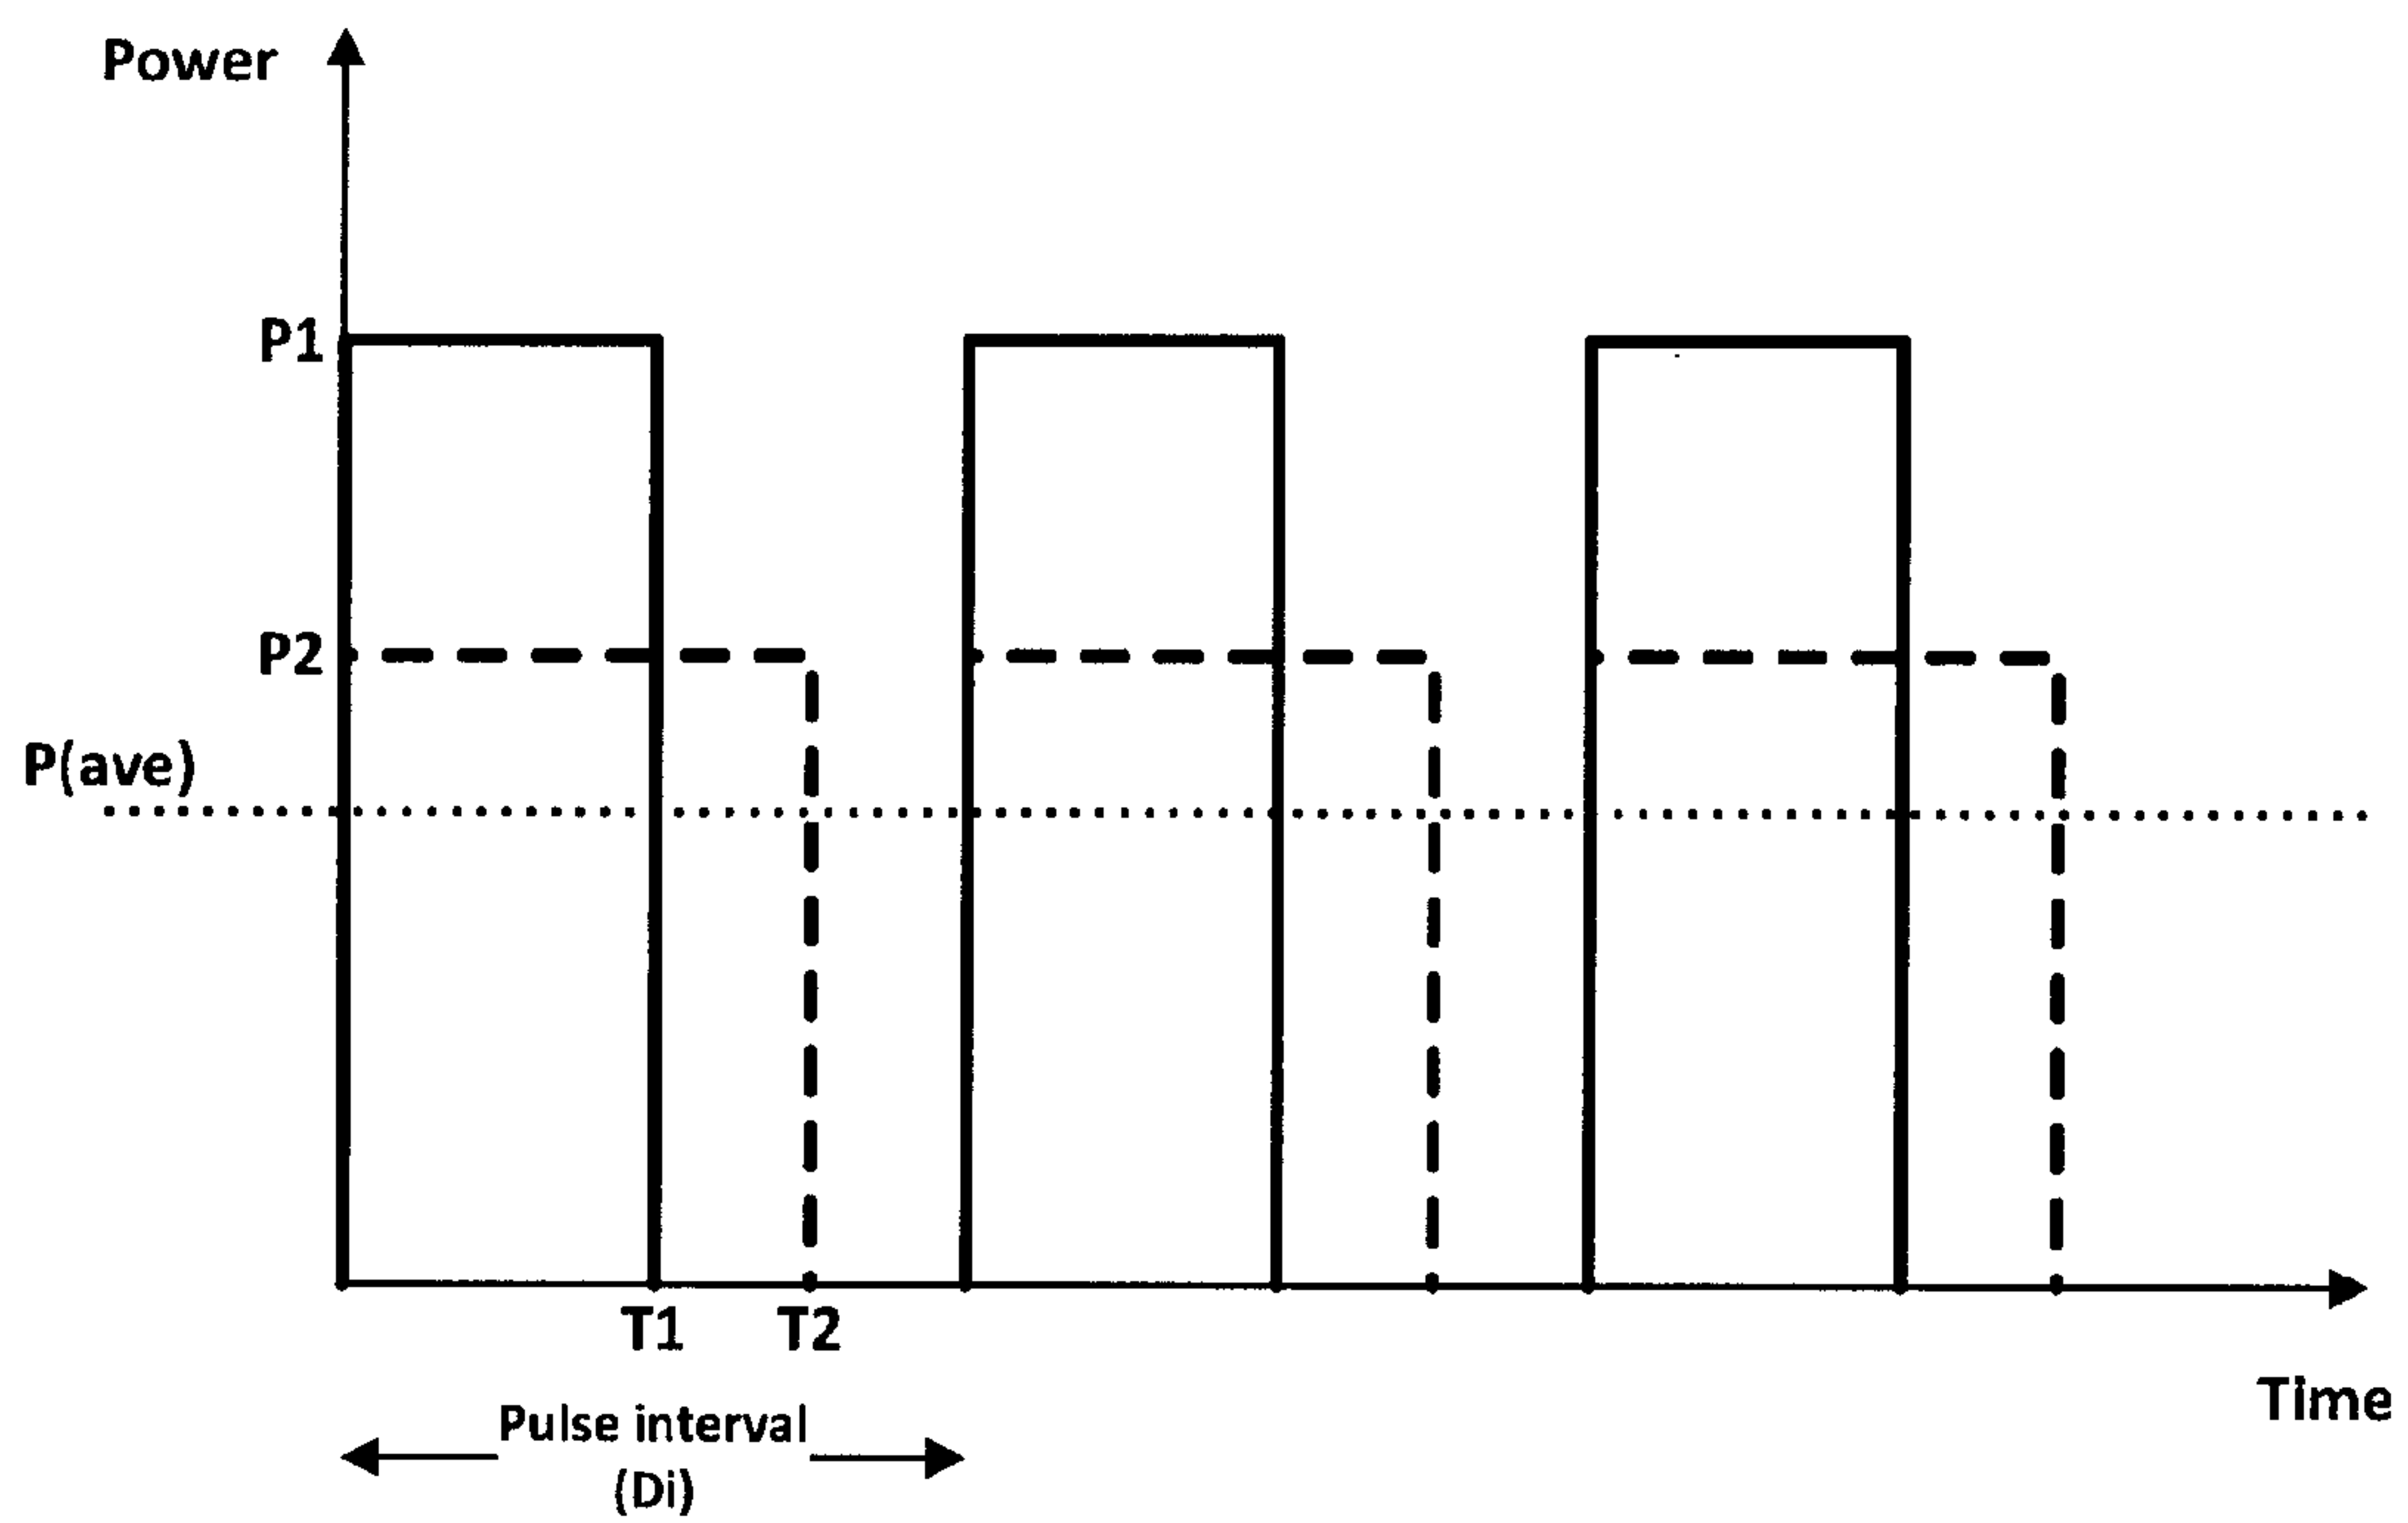 Power
P1
P2
P(ave)
T1 T2
Time
Pulse interval
(Di)